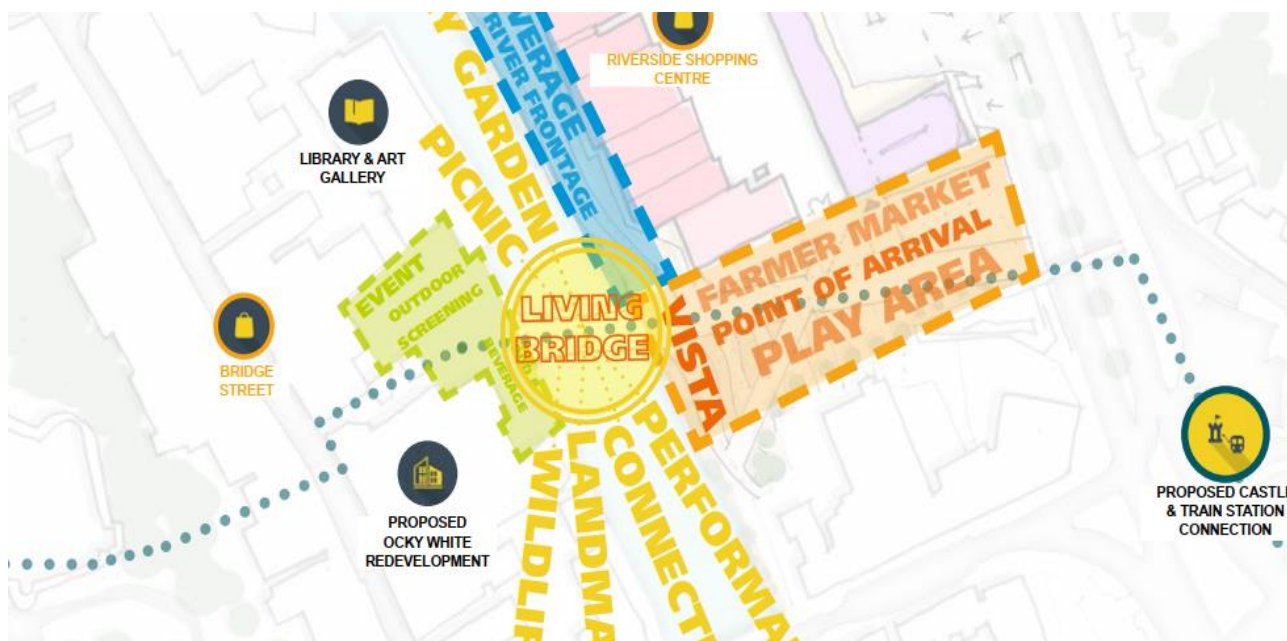 Y GARDEN
PICNIC
VERAGE
RIVER FRONTAGE
RIVERSIDE SHOPPING
CENTRE
LIBRARY & ART
GALLERY
EVENT
OUTDOOR
SCREENING
BEVERAGE
LIVING
BRIDGE
VISTA
FARMER MARKET
POINT OF ARRIVAL
PLAY AREA
BRIDGE
STREET
PROPOSED
OCKY WHITE
REDEVELOPMENT
WILDLIF
LANDMA
CONNECT
PERFORMA
PROPOSED CASTL
& TRAIN STATION
CONNECTION